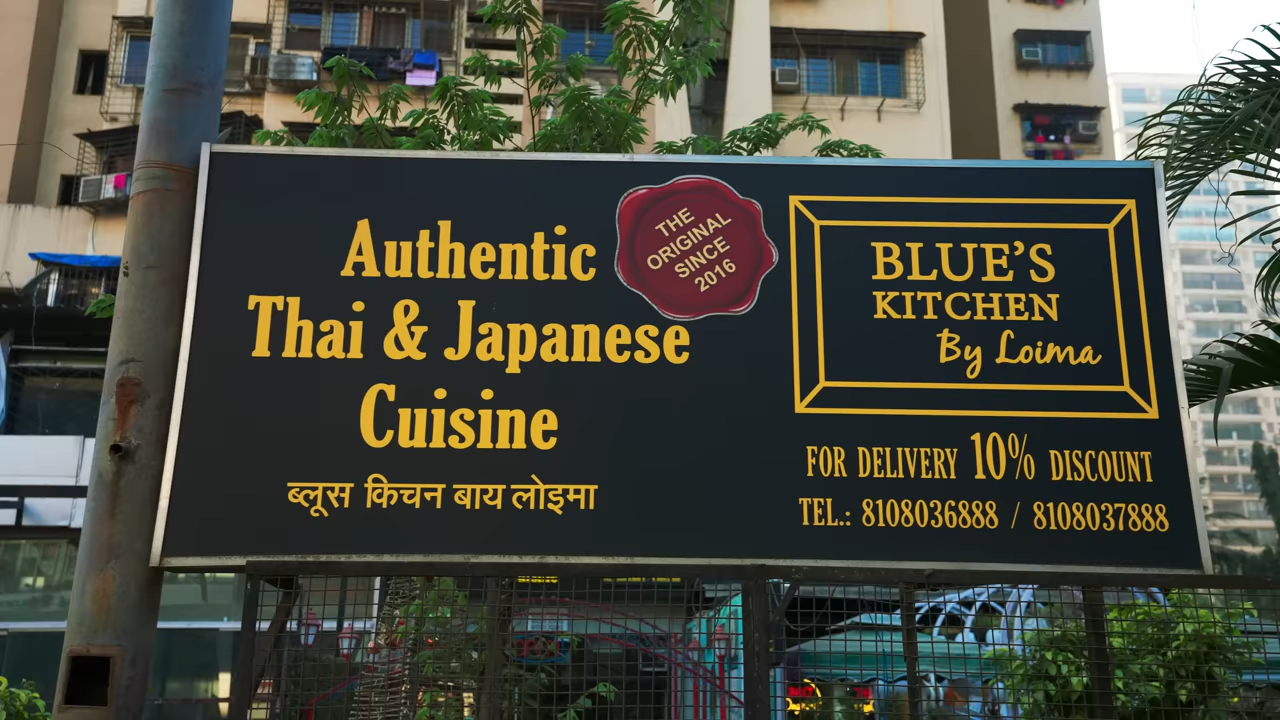 Authentic
Thai & Japanese
Cuisine
ब्लूस किचन बाय लोइमा
THE
ORIGINAL
SINCE
2016
BLUE'S
KITCHEN
By Loima
FOR DELIVERY 10% DISCOUNT
TEL.: 8108036888 / 8108037888